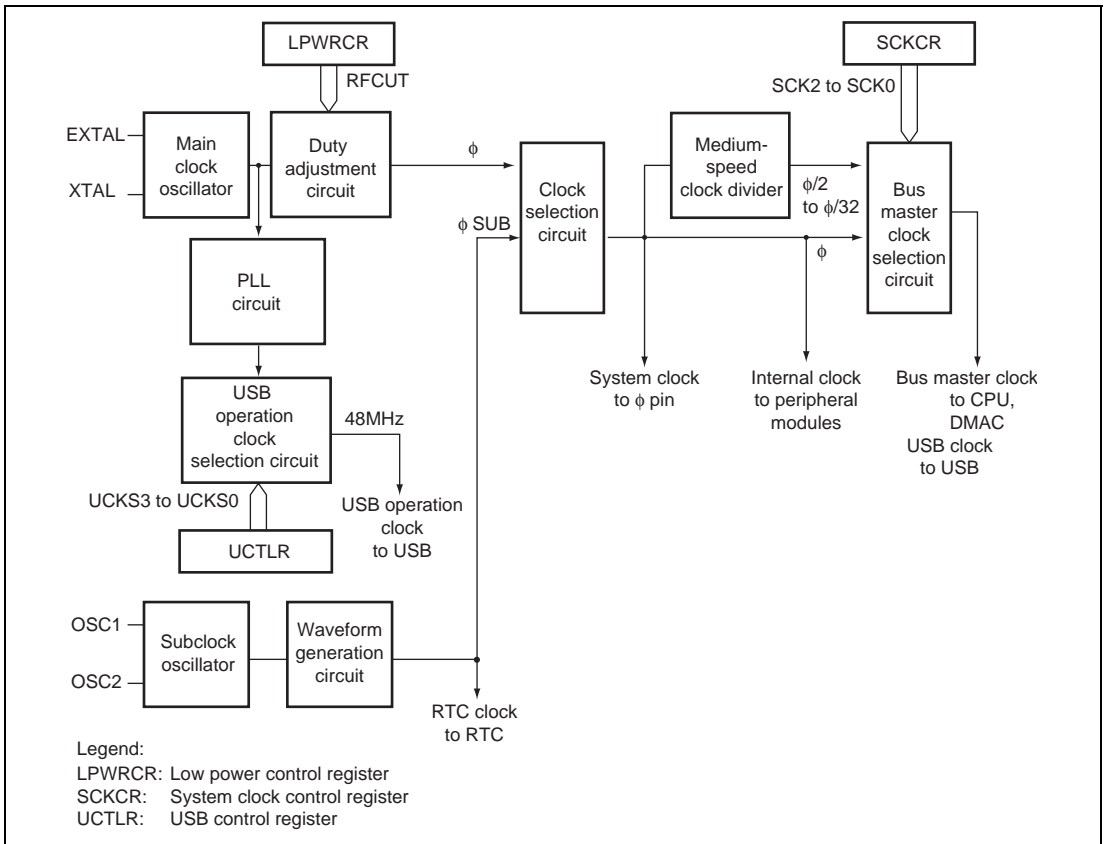 LPWRCR
RFCUT
SCKCR
SCK2 to SCK0
EXTAL
XTAL
Main
clock
oscillator
Duty
adjustment
circuit
ϕ
ϕ SUB
Clock
selection
circuit
Medium-
speed
clock divider
ϕ/2
to ϕ/32
ϕ
Bus
master
clock
selection
circuit
PLL
circuit
USB
operation
clock
selection circuit
48MHz
UCKS3 to UCKS0
UCTLR
USB operation
clock
to USB
System clock
to ϕ pin
Internal clock
to peripheral
modules
Bus master clock
to CPU,
DMAC
USB clock
to USB
OSC1
OSC2
Subclock
oscillator
Waveform
generation
circuit
RTC clock
to RTC
Legend:
LPWRCR: Low power control register
SCKCR: System clock control register
UCTLR: USB control register